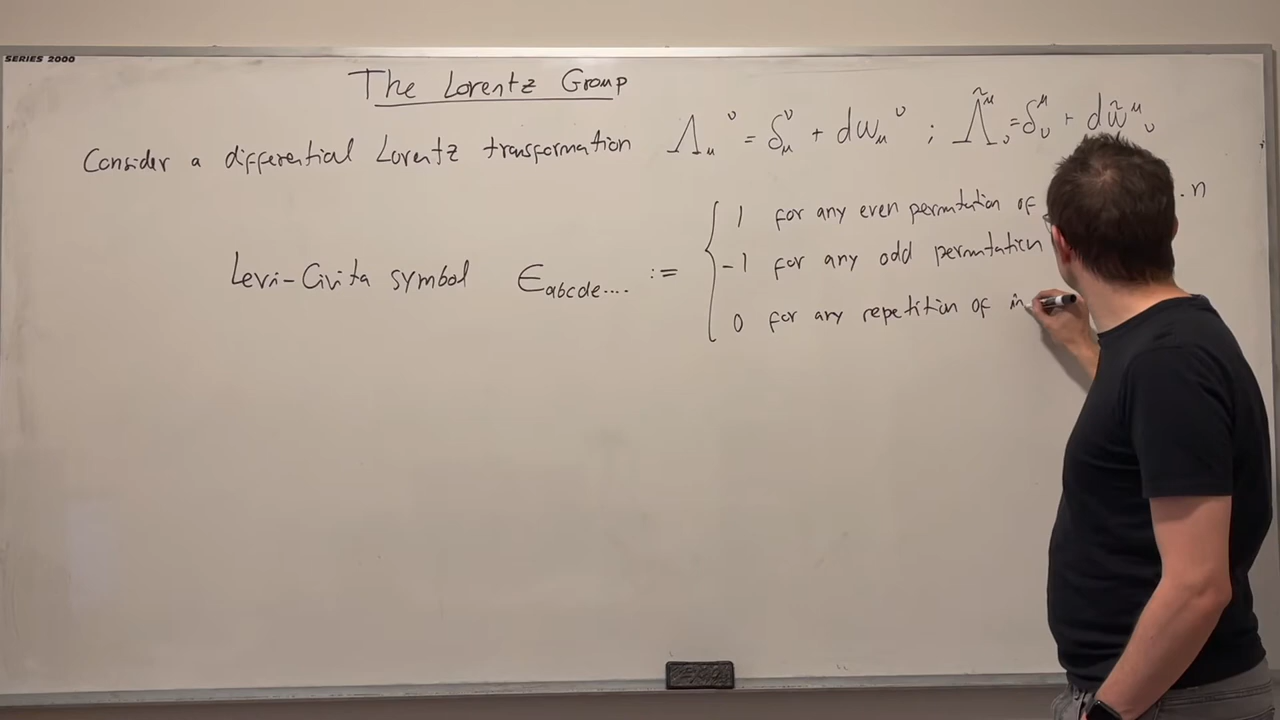 SERIES 2000
The Lorentz Group
Consider a differential Lorentz transformation Λ_μ^ν = δ_μ^ν + dω_μ^ν ; Λ̃^μ_ν = δ^μ_ν + dω̃^μ_ν
Levi-Civita symbol ϵ_abcde.... := { 1 for any even permutation of . n
-1 for any odd permutation
0 for any repetition of in